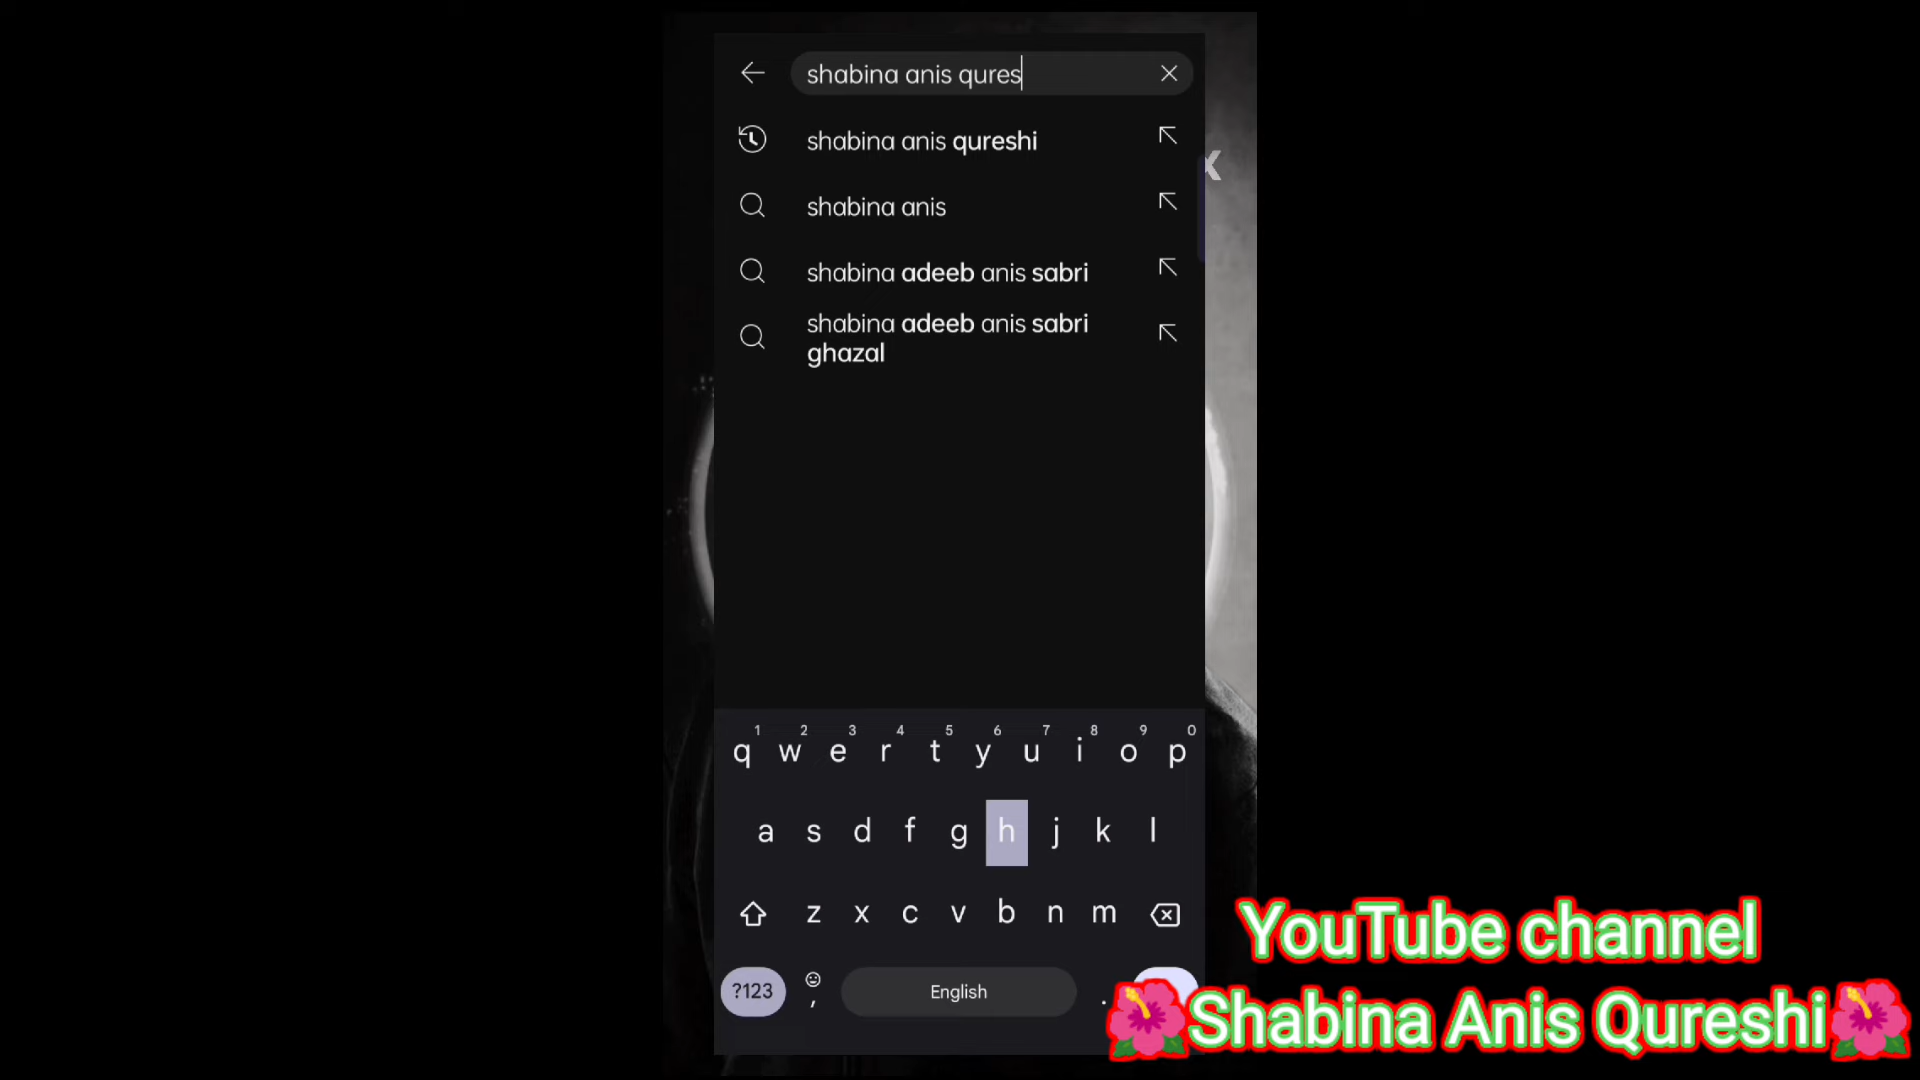 shabina anis qures
shabina anis qureshi
shabina anis
shabina adeeb anis sabri
shabina adeeb anis sabri
ghazal
X
1 2 3 4 5 6 7 8 9 0
q w e r t y u i o p
a s d f g h j k l
z x c v b n m
?123 , English .
YouTube channel
🌺Shabina Anis Qureshi🌺